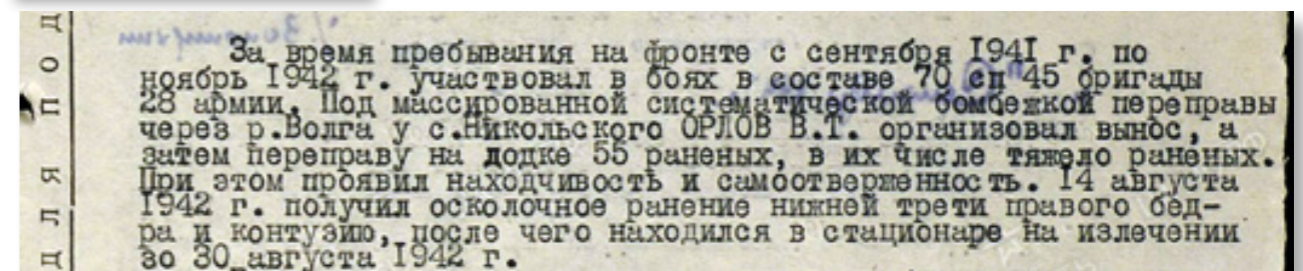 За время пребывания на фронте с сентября 1941 г. по
ноябрь 1942 г. участвовал в боях в составе 70 сп 45 бригады
28 армии. Под массированной систематической бомбежкой переправы
через р.Волга у с.Никольского ОРЛОВ В.Т. организовал вынос, а
затем переправу на лодке 55 раненых, в их числе тяжело раненых.
При этом проявил находчивость и самоотверженность. 14 августа
1942 г. получил осколочное ранение нижней трети правого бед-
ра и контузию, после чего находился в стационаре на излечении
зо 30 августа 1942 г.
д л я п о д